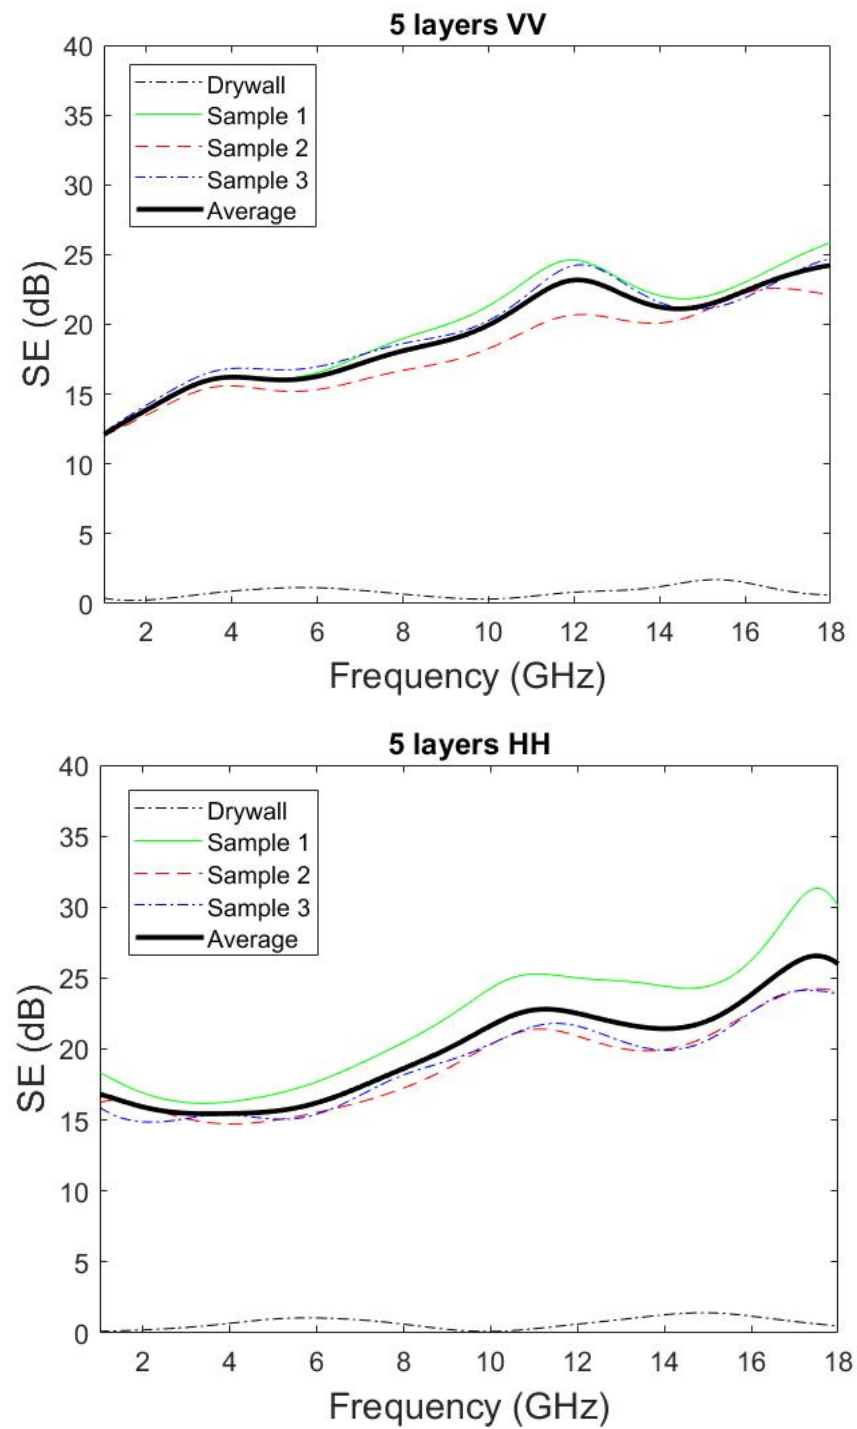 5 layers VV
40
35
30
25
20
15
10
5
0
SE (dB)
Drywall
Sample 1
Sample 2
Sample 3
Average
2 4 6 8 10 12 14 16 18
Frequency (GHz)
5 layers HH
40
35
30
25
20
15
10
5
0
SE (dB)
Drywall
Sample 1
Sample 2
Sample 3
Average
2 4 6 8 10 12 14 16 18
Frequency (GHz)